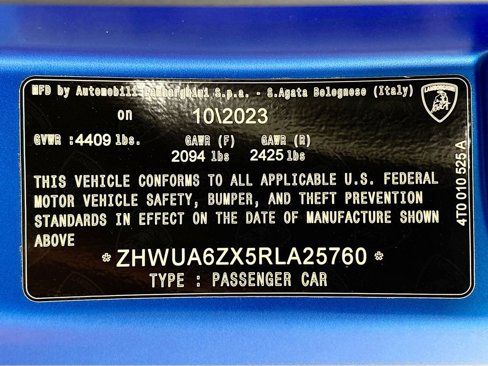 MFD by Automobili Lamborghini S.p.a. - S.Agata Bolognese (Italy)
on 10\2023
GVWR :4409 lbs. GAWR (F) GAWR (R)
2094 lbs 2425 lbs
THIS VEHICLE CONFORMS TO ALL APPLICABLE U.S. FEDERAL
MOTOR VEHICLE SAFETY, BUMPER, AND THEFT PREVENTION
STANDARDS IN EFFECT ON THE DATE OF MANUFACTURE SHOWN
ABOVE
* ZHWUA6ZX5RLA25760 *
TYPE : PASSENGER CAR
4T0 010 525 A